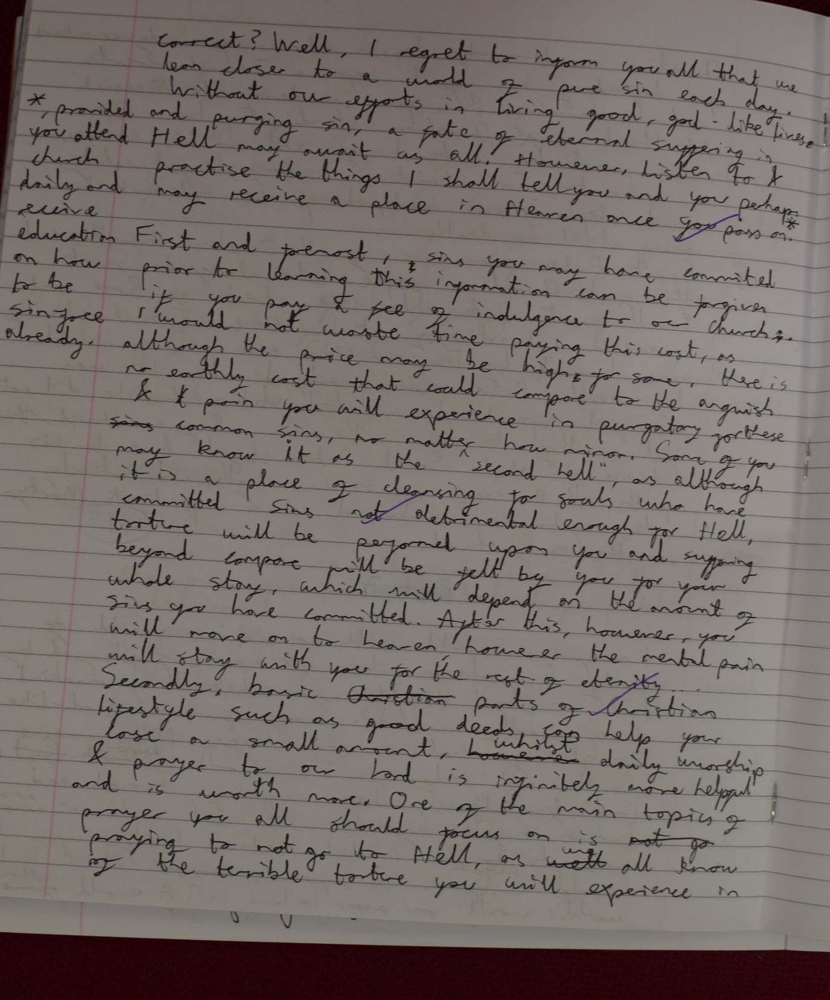 correct? Well, I regret to inform you all that we
lean closer to a world of pure sin each day.
Without our efforts in living good, god-like lives
and purging sin, a fate of eternal suffering in
Hell may await us all. However, listen to &
practise the things I shall tell you and you perhaps
may receive a place in Heaven once you pass on.*
*, provided
you attend
church
daily and
receive
education
on how
to be
sin free
already.
First and foremost, sins you may have commited
prior to learning this information can be forgiven
if you pay a fee of indulgence to our church.
I would not waste time paying this cost, as
although the price may be high for some, there is
no earthly cost that could compare to the anguish
& pain you will experience in purgatory for these
sins common sins, no matter how minor. Some of you
may know it as the "second hell", as although
it is a place of cleansing for souls who have
committed sins not detrimental enough for Hell,
torture will be performed upon you and suffering
beyond compare will be felt by you for your
whole stay, which will depend on the amount of
sins you have committed. After this, however, you
will move on to heaven, however the mental pain
will stay with you for the rest of eternity...
Secondly, basic Christian parts of Christian
lifestyle such as good deeds, can help your
case a small amount, however whilst daily worship
& prayer to our Lord is infinitely more helpful
and is worth more. One of the main topics of
prayer you all should focus on is not go
praying to not go to Hell, as well we all know
of the terrible torture you will experience in